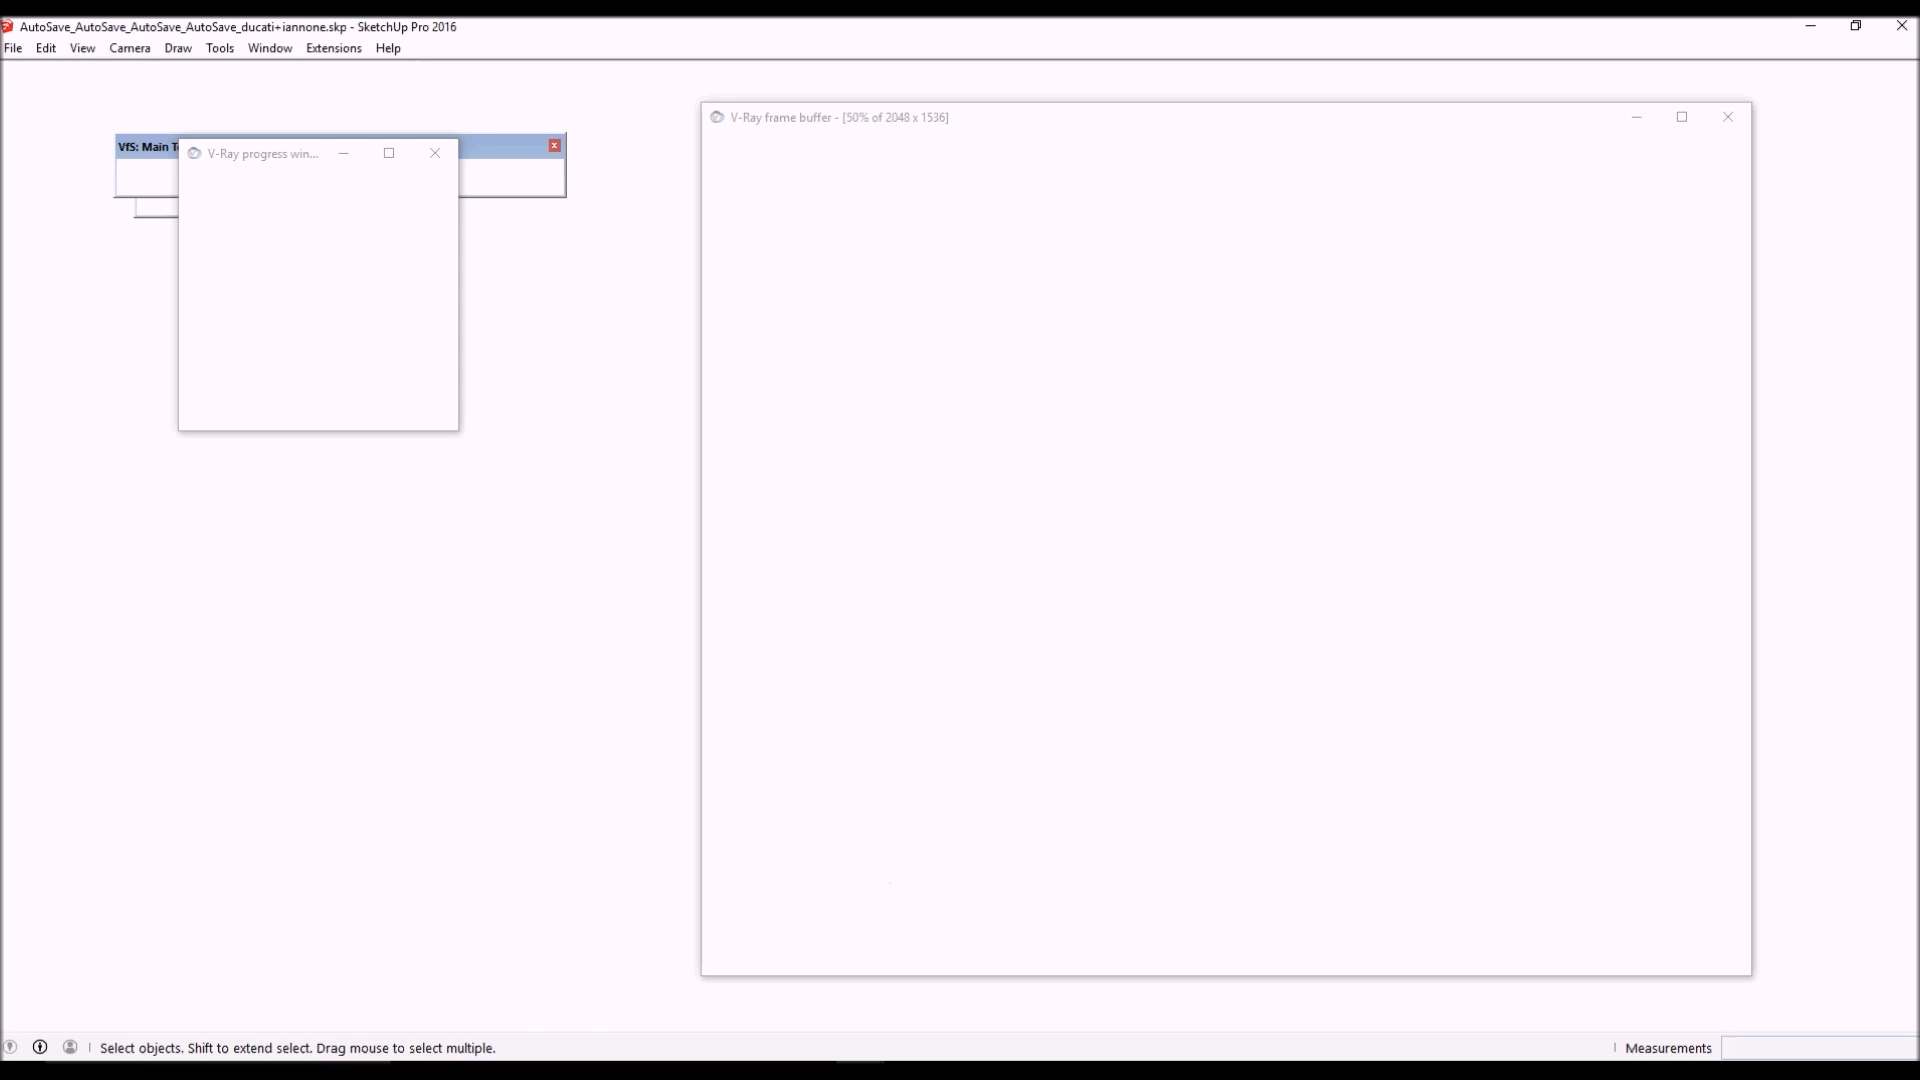 AutoSave_AutoSave_AutoSave_AutoSave_ducati+iannone.skp - SketchUp Pro 2016
File Edit View Camera Draw Tools Window Extensions Help
V-Ray frame buffer - [50% of 2048 x 1536]
VfS: Main
V-Ray progress win...
Select objects. Shift to extend select. Drag mouse to select multiple.
Measurements